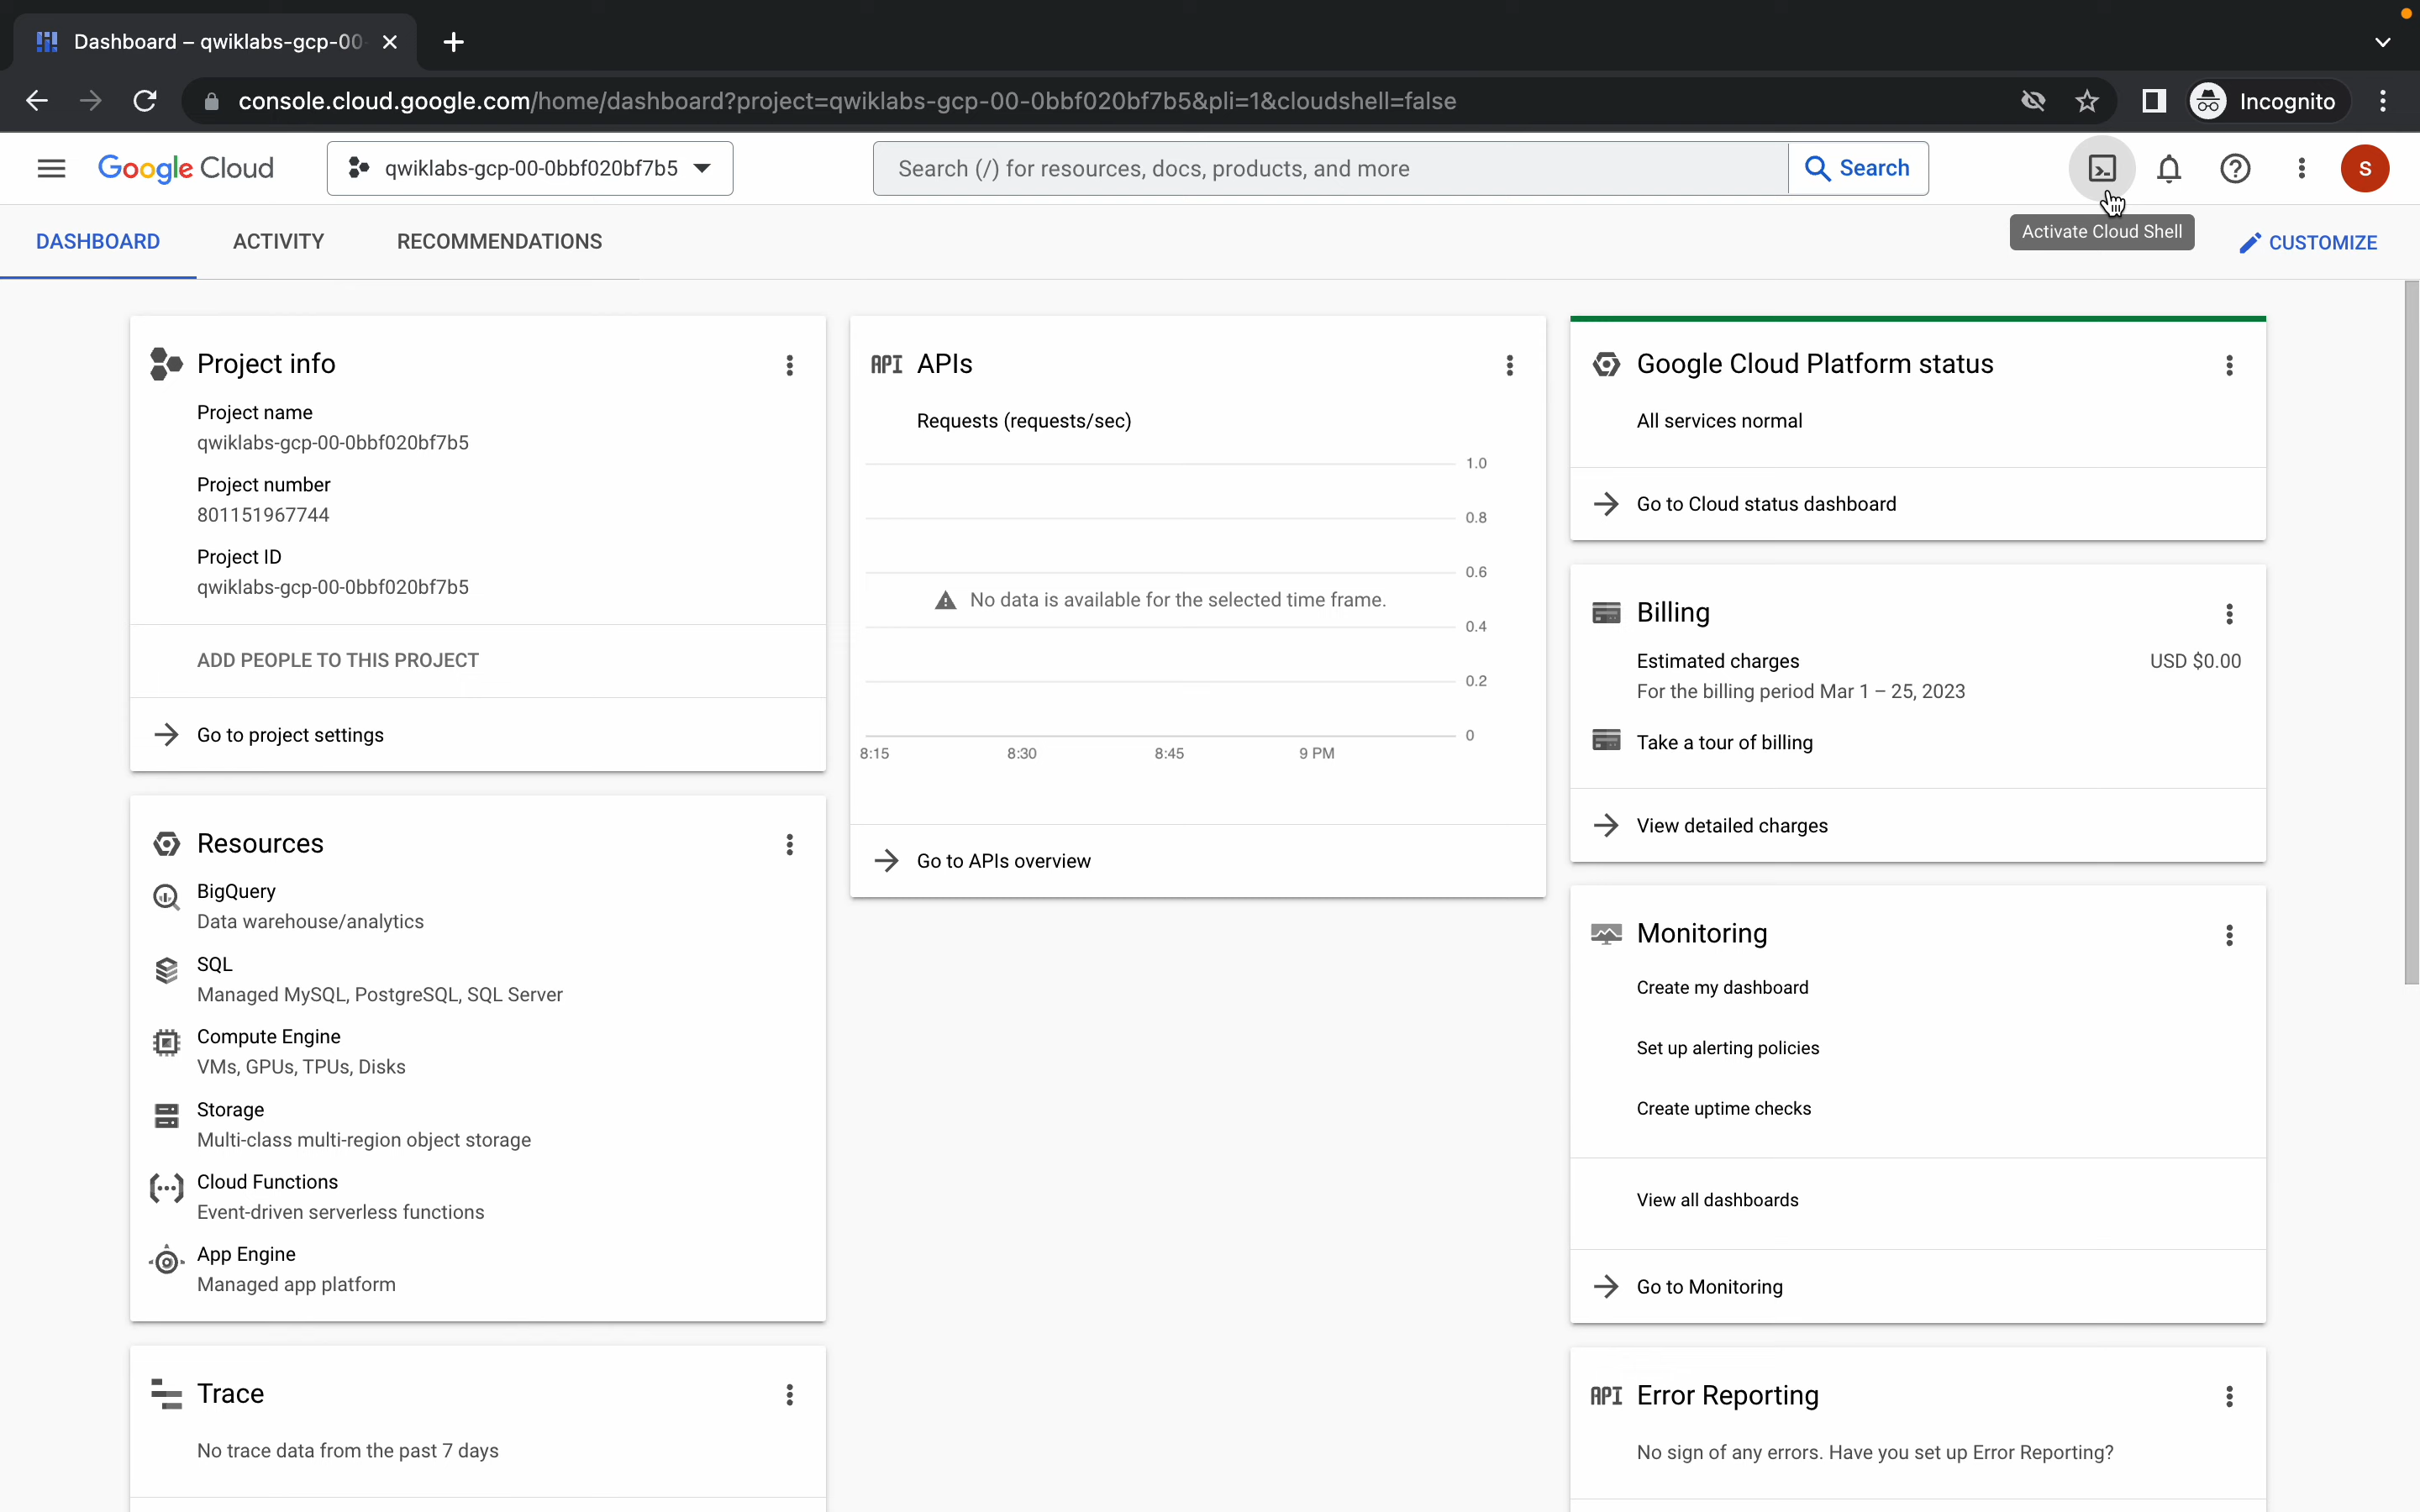 Dashboard – qwiklabs-gcp-00
console.cloud.google.com/home/dashboard?project=qwiklabs-gcp-00-0bbf020bf7b5&pli=1&cloudshell=false
Incognito
Google Cloud
qwiklabs-gcp-00-0bbf020bf7b5
Search (/) for resources, docs, products, and more
Search
S
DASHBOARD
ACTIVITY
RECOMMENDATIONS
Activate Cloud Shell
CUSTOMIZE
Project info
Project name
qwiklabs-gcp-00-0bbf020bf7b5
Project number
801151967744
Project ID
qwiklabs-gcp-00-0bbf020bf7b5
ADD PEOPLE TO THIS PROJECT
Go to project settings
Resources
BigQuery
Data warehouse/analytics
SQL
Managed MySQL, PostgreSQL, SQL Server
Compute Engine
VMs, GPUs, TPUs, Disks
Storage
Multi-class multi-region object storage
Cloud Functions
Event-driven serverless functions
App Engine
Managed app platform
Trace
No trace data from the past 7 days
API APIs
Requests (requests/sec)
1.0
0.8
0.6
No data is available for the selected time frame.
0.4
0.2
0
8:15 8:30 8:45 9 PM
Go to APIs overview
Google Cloud Platform status
All services normal
Go to Cloud status dashboard
Billing
Estimated charges USD $0.00
For the billing period Mar 1 – 25, 2023
Take a tour of billing
View detailed charges
Monitoring
Create my dashboard
Set up alerting policies
Create uptime checks
View all dashboards
Go to Monitoring
API Error Reporting
No sign of any errors. Have you set up Error Reporting?